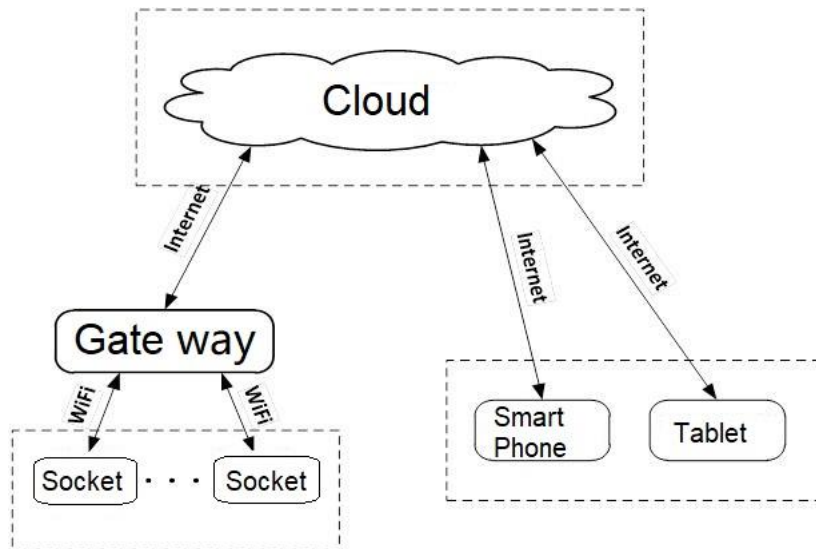 Cloud
Internet
Internet
Internet
Gate way
WiFi
WiFi
Smart
Phone
Tablet
Socket
. . .
Socket